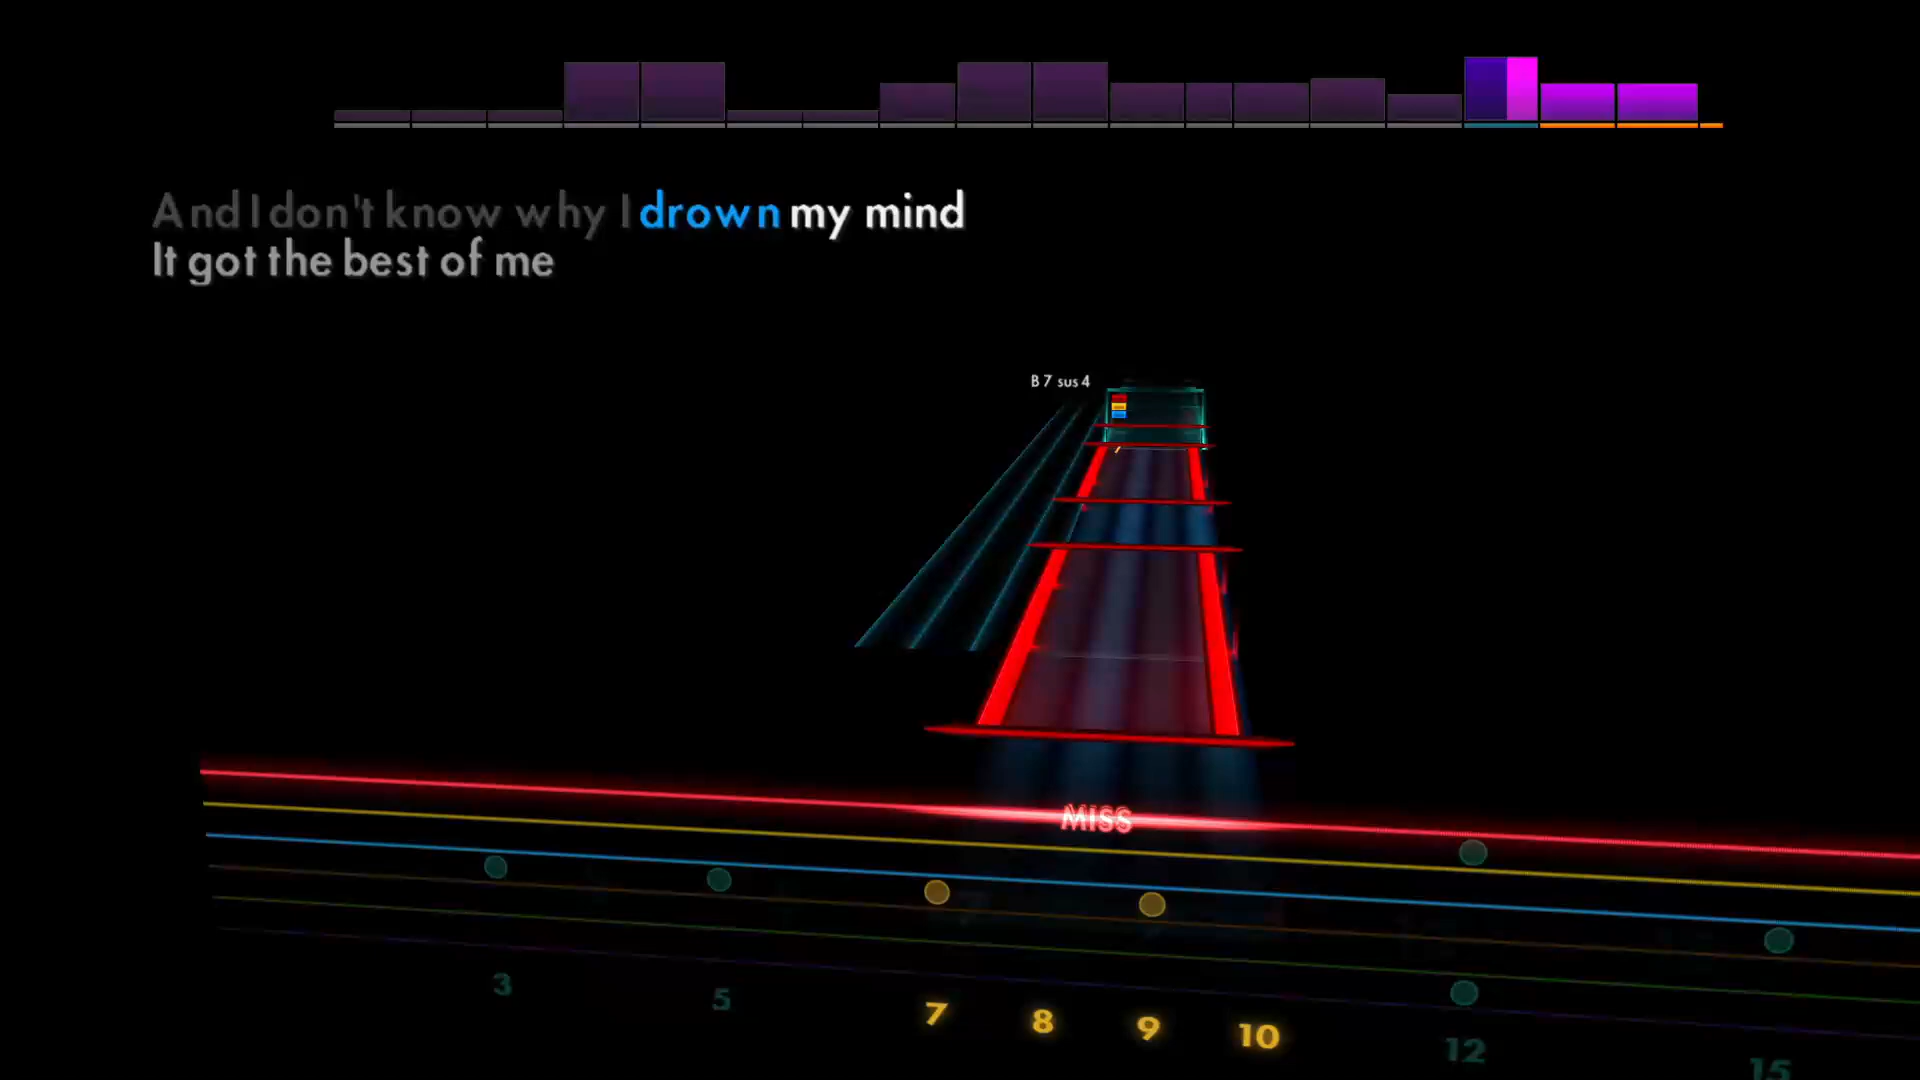 And I don't know why I drown my mind
It got the best of me
B 7 sus 4
7
MISS
3 5 7 8 9 10 12 15